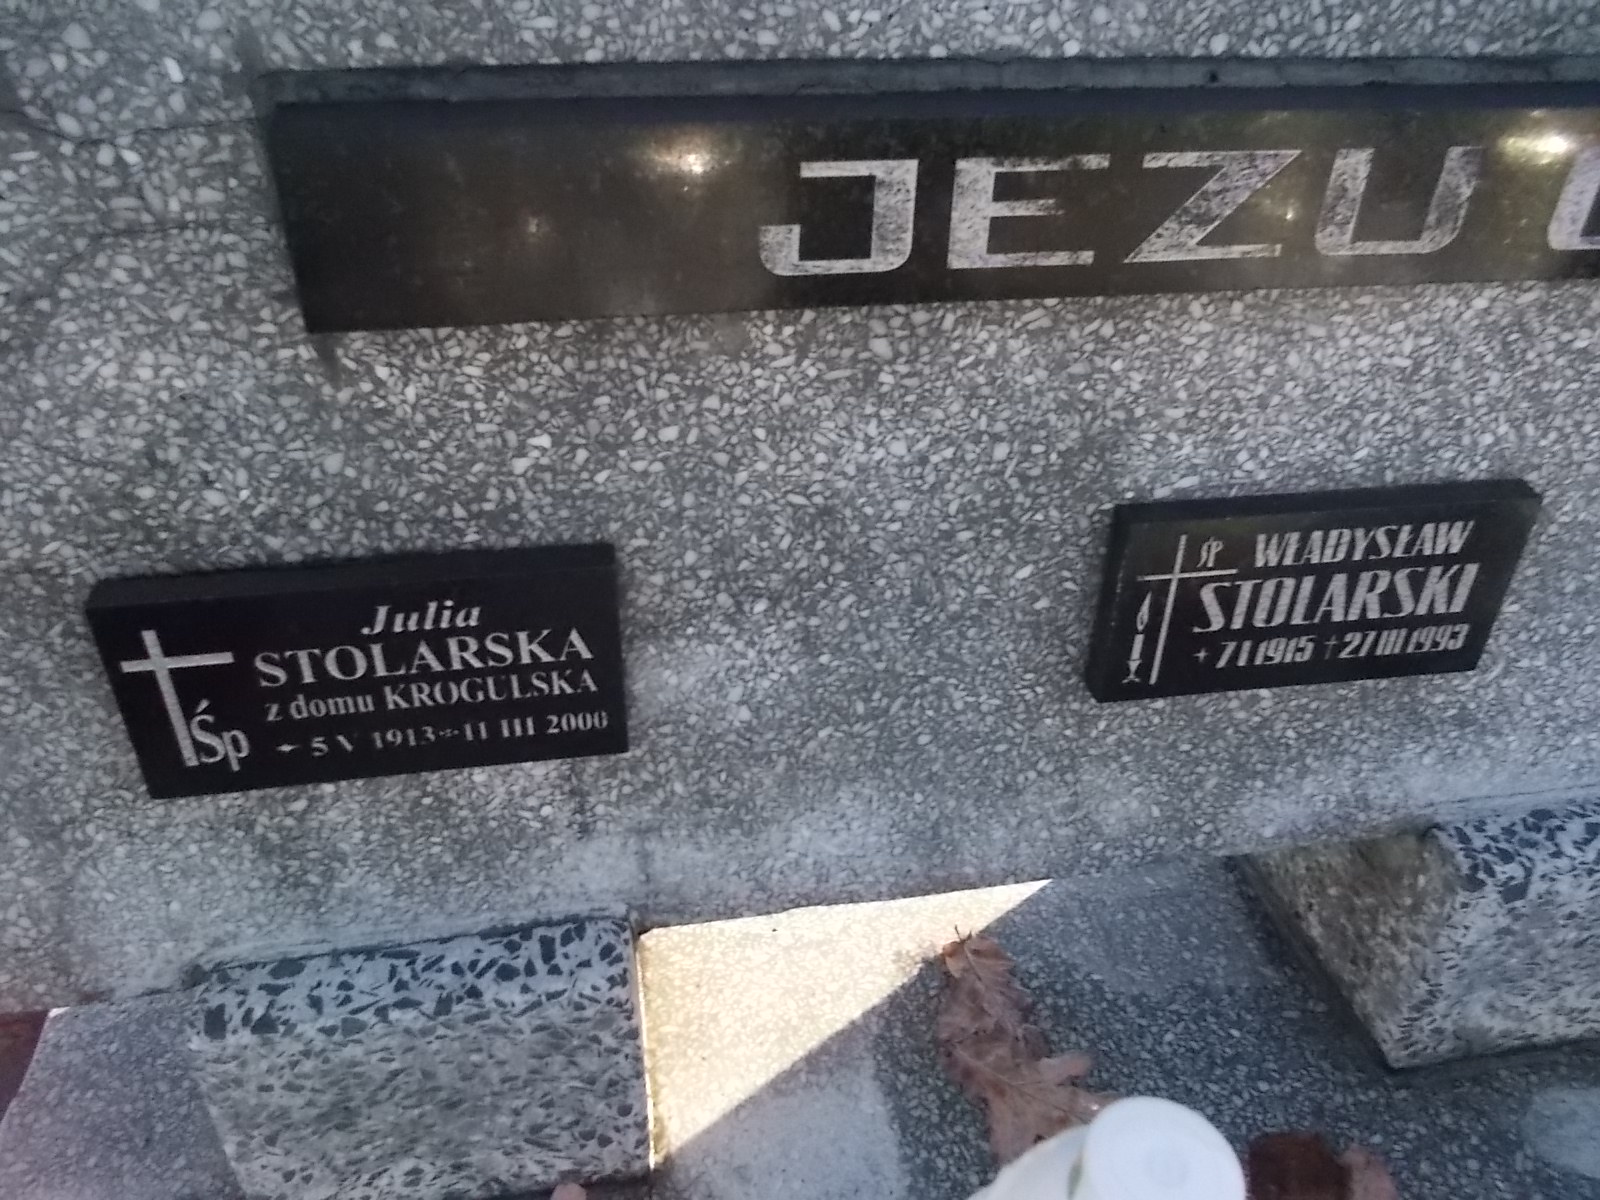 JEZU
Julia
STOLARSKA
z domu KROGULSKA
Śp
5 V 1913 - 11 III 2000
ŚP WŁADYSŁAW
STOLARSKI
+ 7 I 1915 † 27 III 1993